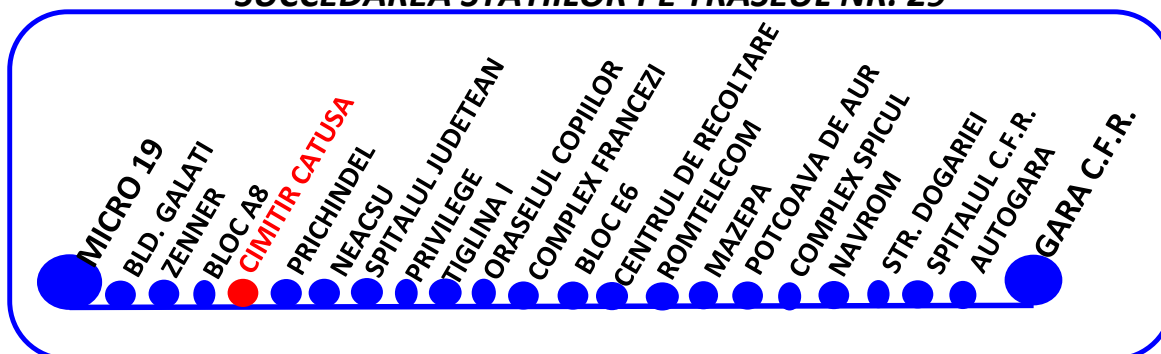 SUCCEDAREA STATIILOR PE TRASEUL NR. 29
MICRO 19
BLD. GALATI
ZENNER
BLOC A8
CIMITIR CATUSA
PRICHINDEL
NEACSU
SPITALUL JUDETEAN
PRIVILEGE
TIGLINA I
ORASELUL COPIILOR
COMPLEX FRANCEZI
BLOC E6
CENTRUL DE RECOLTARE
ROMTELECOM
MAZEPA
POTCOAVA DE AUR
COMPLEX SPICUL
NAVROM
STR. DOGARIEI
SPITALUL C.F.R.
AUTOGARA
GARA C.F.R.